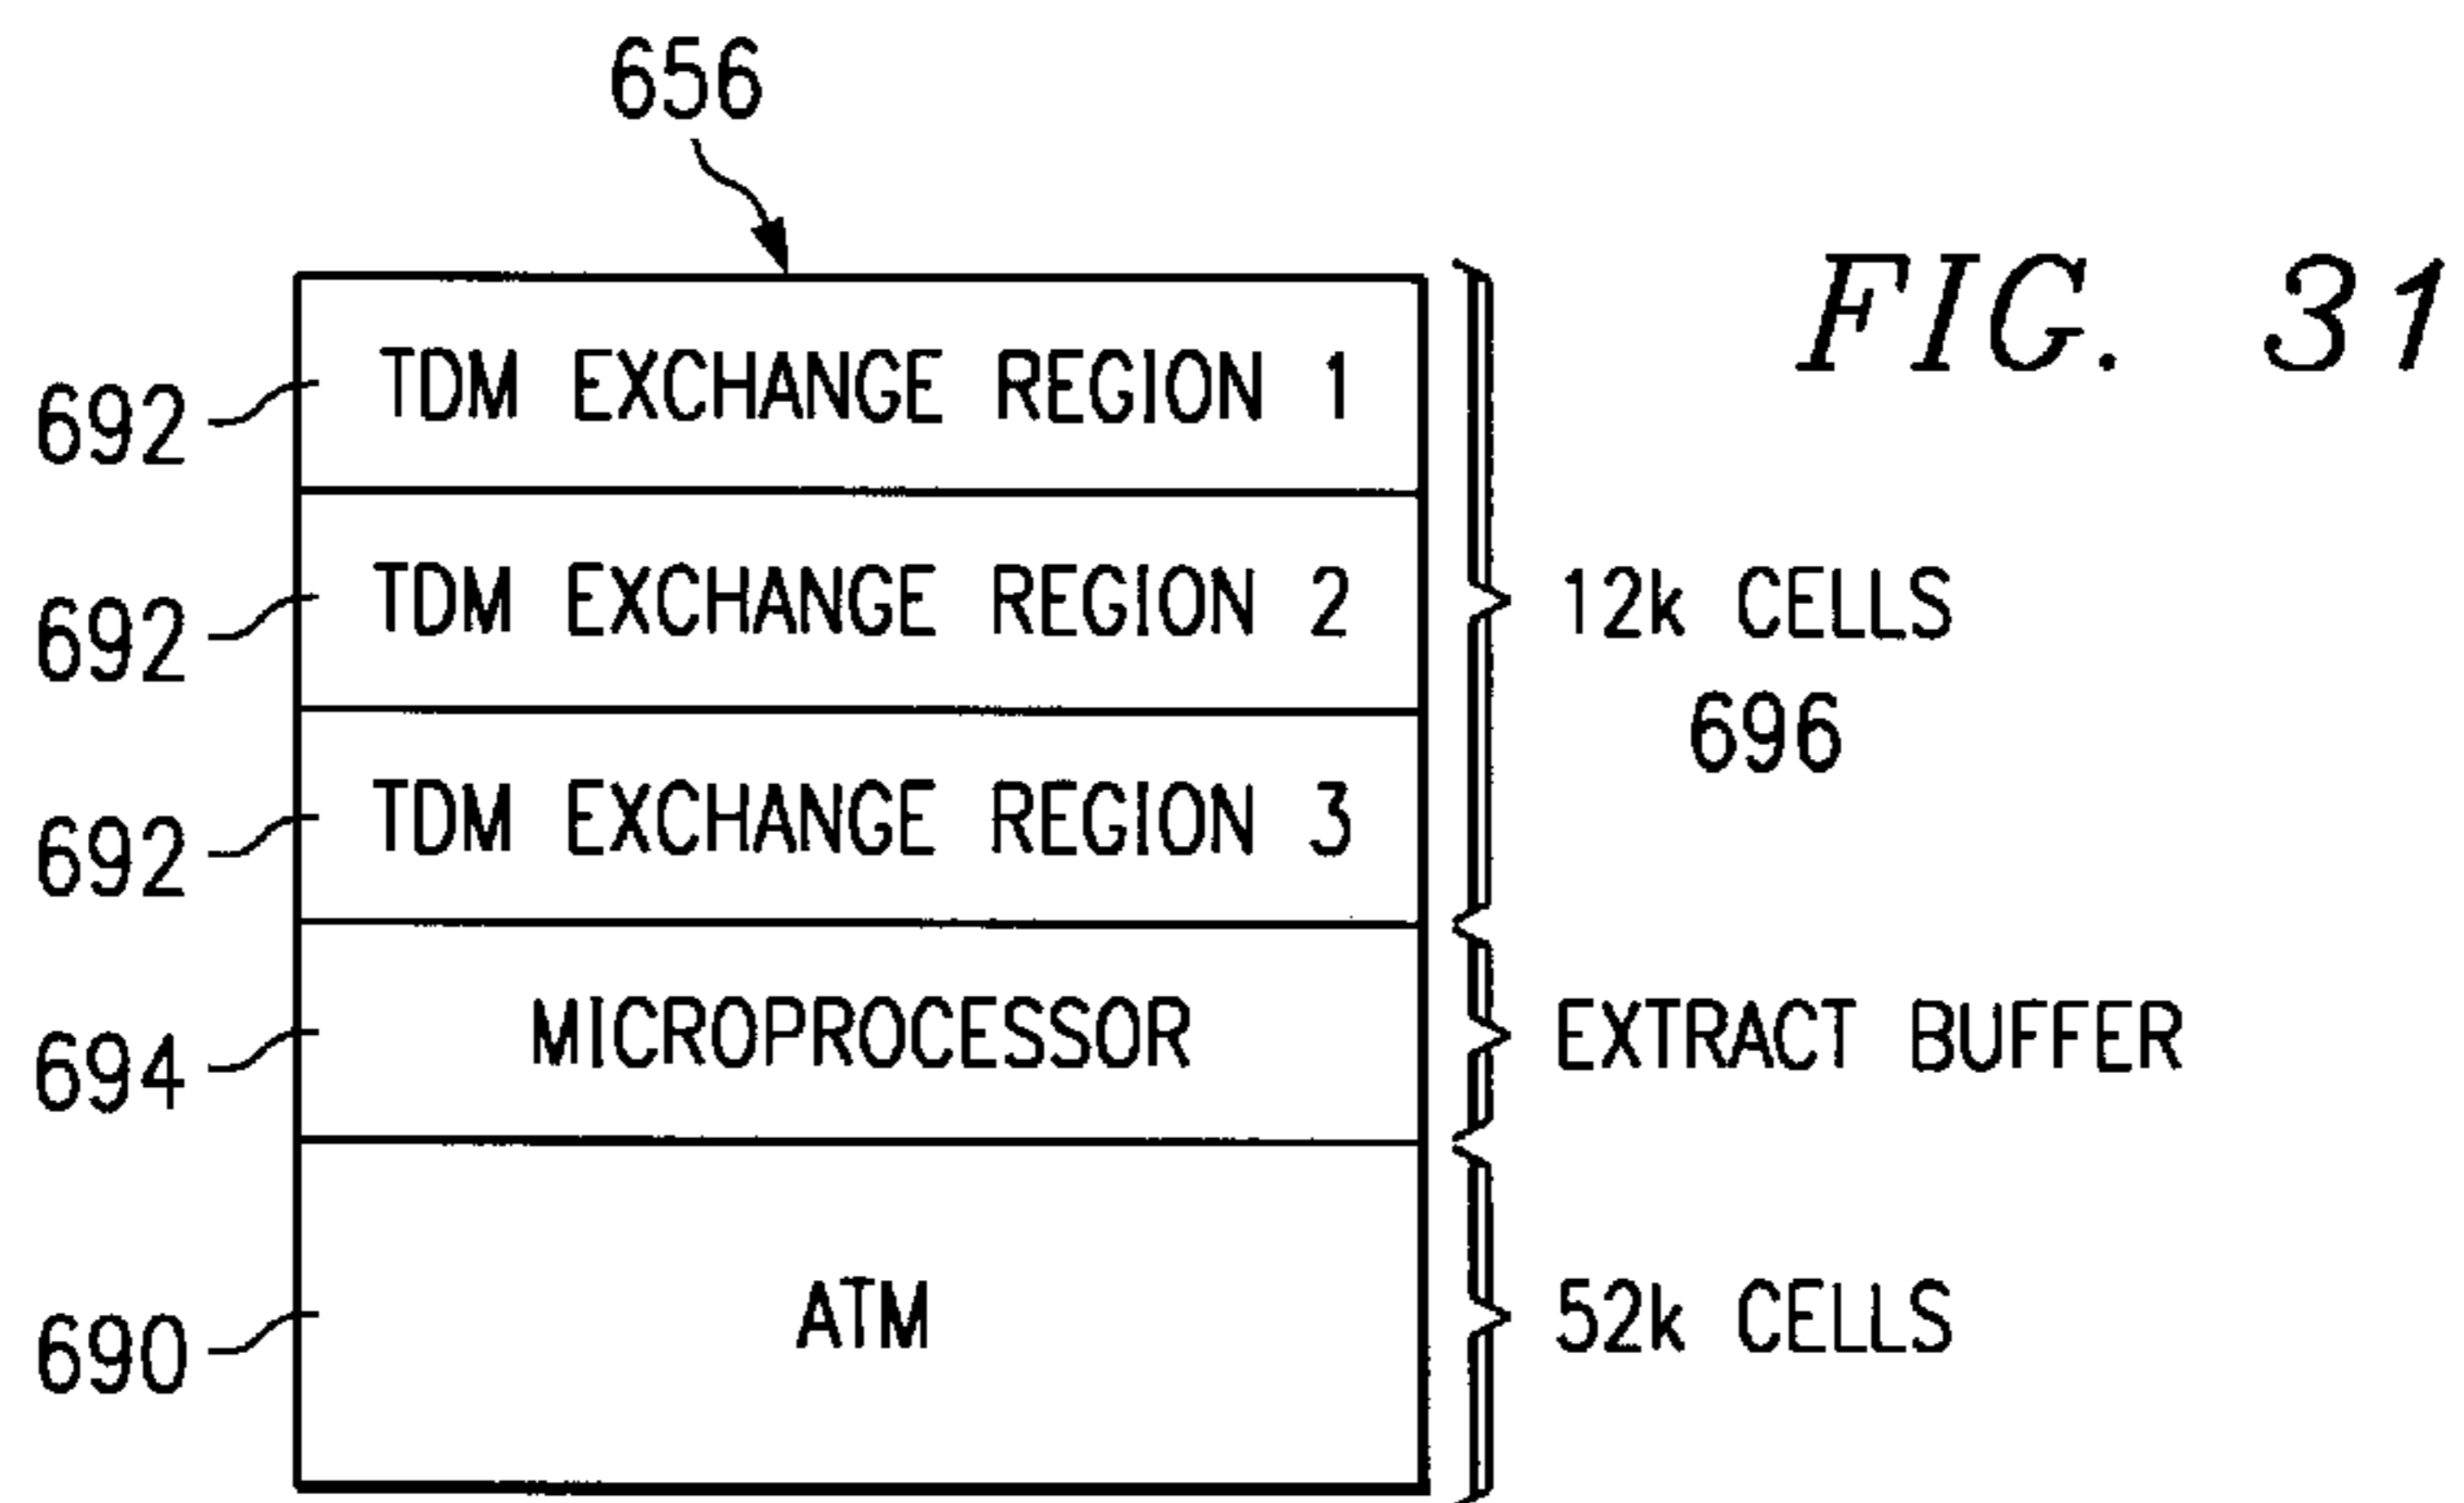 656
FIG. 31
692 TDM EXCHANGE REGION 1
692 TDM EXCHANGE REGION 2
12k CELLS
696
692 TDM EXCHANGE REGION 3
694 MICROPROCESSOR EXTRACT BUFFER
690 ATM 52k CELLS